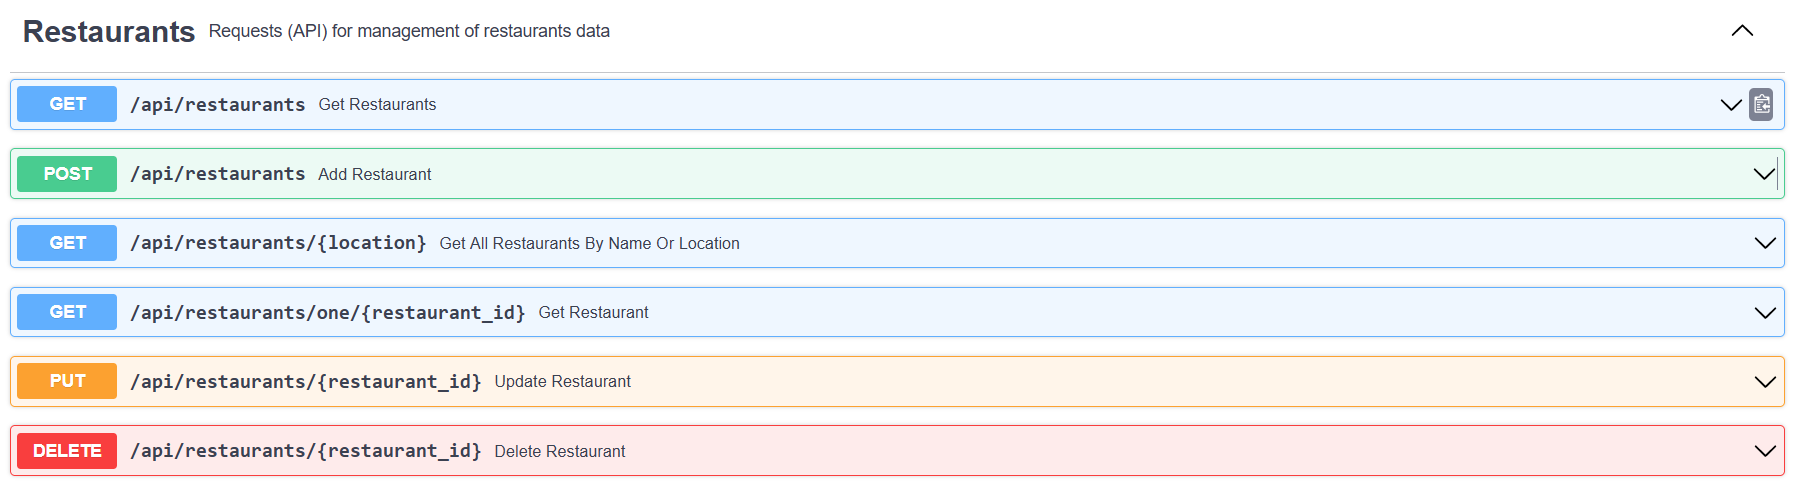 Restaurants Requests (API) for management of restaurants data
GET /api/restaurants Get Restaurants
POST /api/restaurants Add Restaurant
GET /api/restaurants/{location} Get All Restaurants By Name Or Location
GET /api/restaurants/one/{restaurant_id} Get Restaurant
PUT /api/restaurants/{restaurant_id} Update Restaurant
DELETE /api/restaurants/{restaurant_id} Delete Restaurant